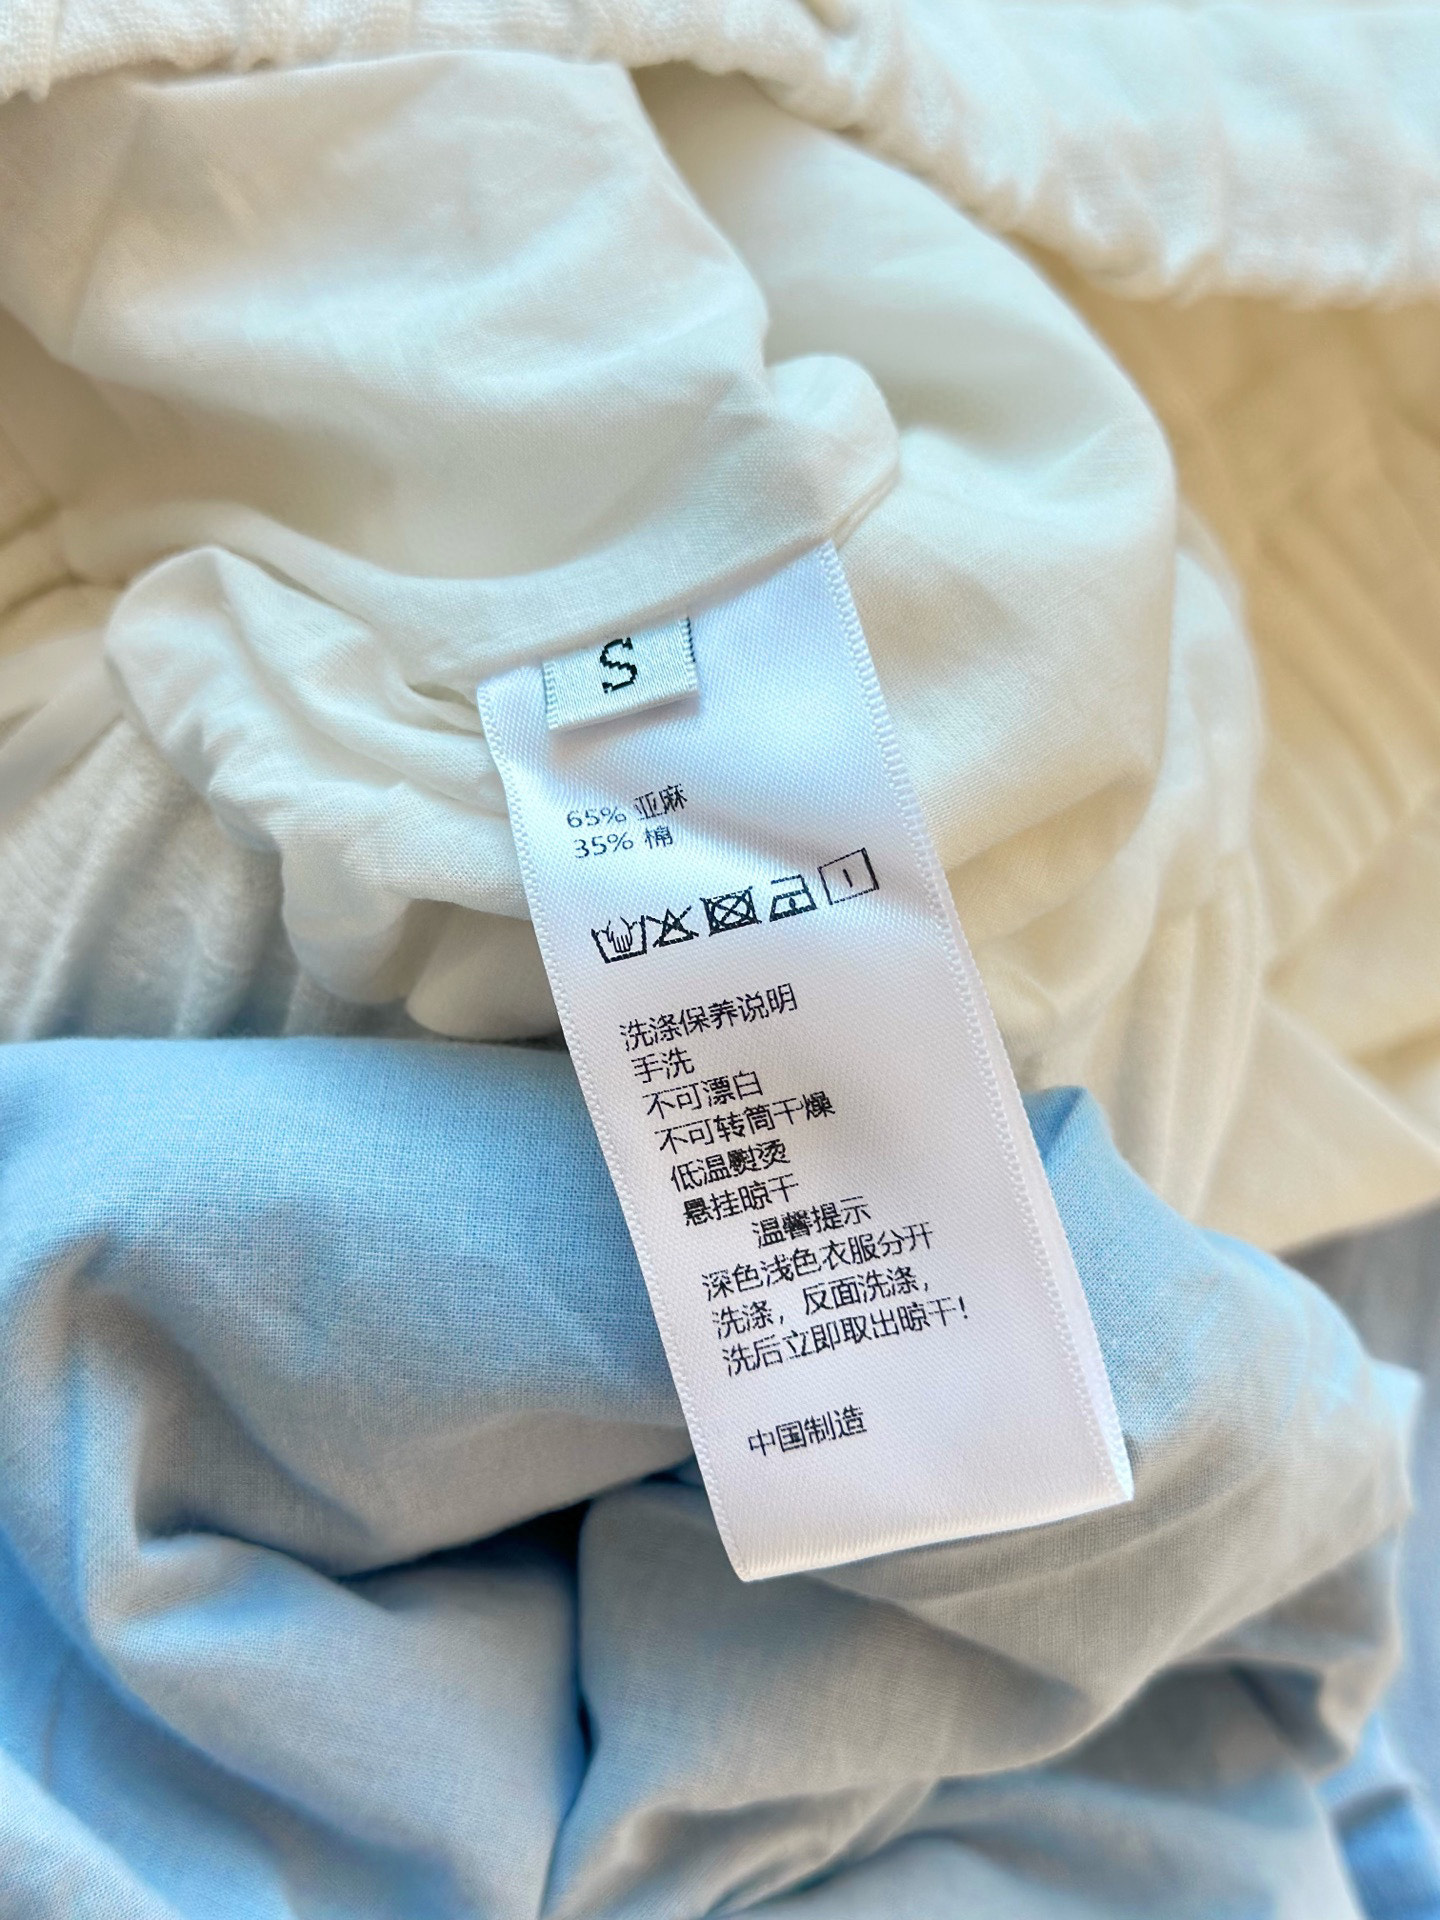 S
65% 亚麻
35% 棉
洗涤保养说明
手洗
不可漂白
不可转筒干燥
低温熨烫
悬挂晾干
温馨提示
深色浅色衣服分开
洗涤，反面洗涤，
洗后立即取出晾干！
中国制造